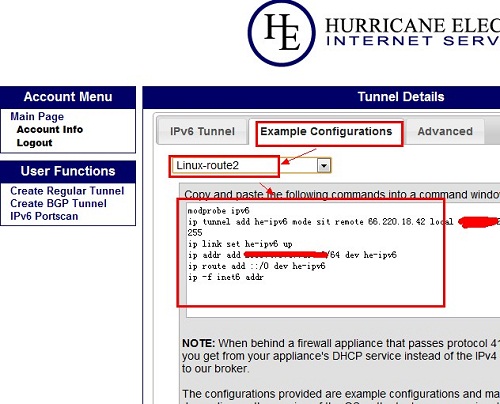 HE
HURRICANE ELEC
INTERNET SERV
Account Menu
Main Page
Account Info
Logout
User Functions
Create Regular Tunnel
Create BGP Tunnel
IPv6 Portscan
Tunnel Details
IPv6 Tunnel
Example Configurations
Advanced
Linux-route2
Copy and paste the following commands into a command window
modprobe ipv6
ip tunnel add he-ipv6 mode sit remote 66.220.18.42 local
255
ip link set he-ipv6 up
ip addr add /64 dev he-ipv6
ip route add ::/0 dev he-ipv6
ip -f inet6 addr
NOTE: When behind a firewall appliance that passes protocol 41
you get from your appliance's DHCP service instead of the IPv4
to our broker.
The configurations provided are example configurations and ma